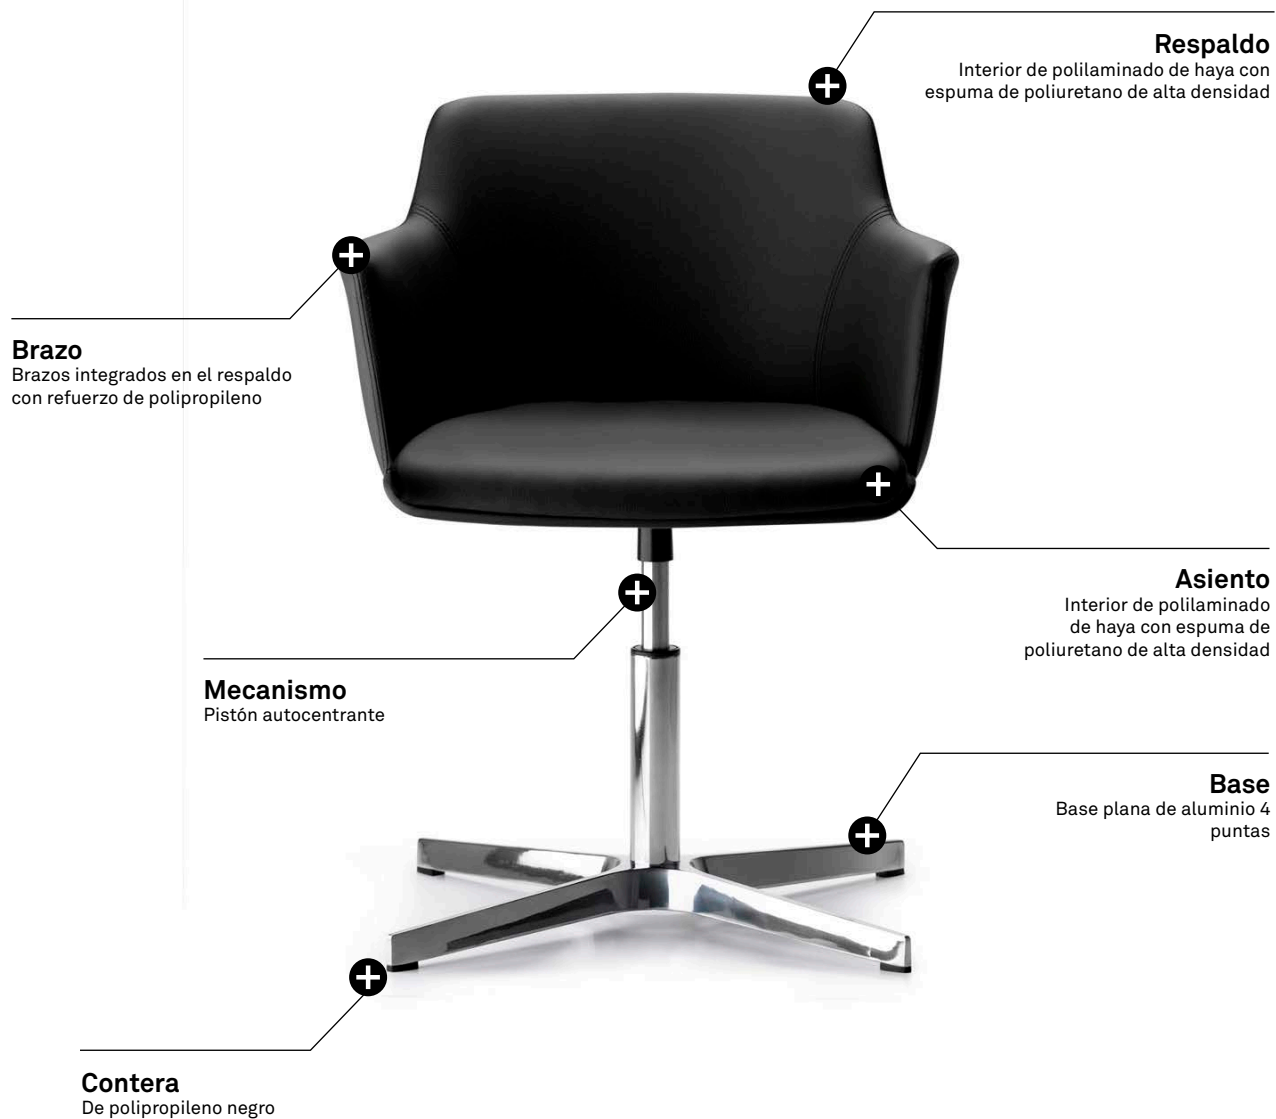 Respaldo
Interior de polilaminado de haya con
espuma de poliuretano de alta densidad
Brazo
Brazos integrados en el respaldo
con refuerzo de polipropileno
Asiento
Interior de polilaminado
de haya con espuma de
poliuretano de alta densidad
Mecanismo
Pistón autocentrante
Base
Base plana de aluminio 4
puntas
Contera
De polipropileno negro